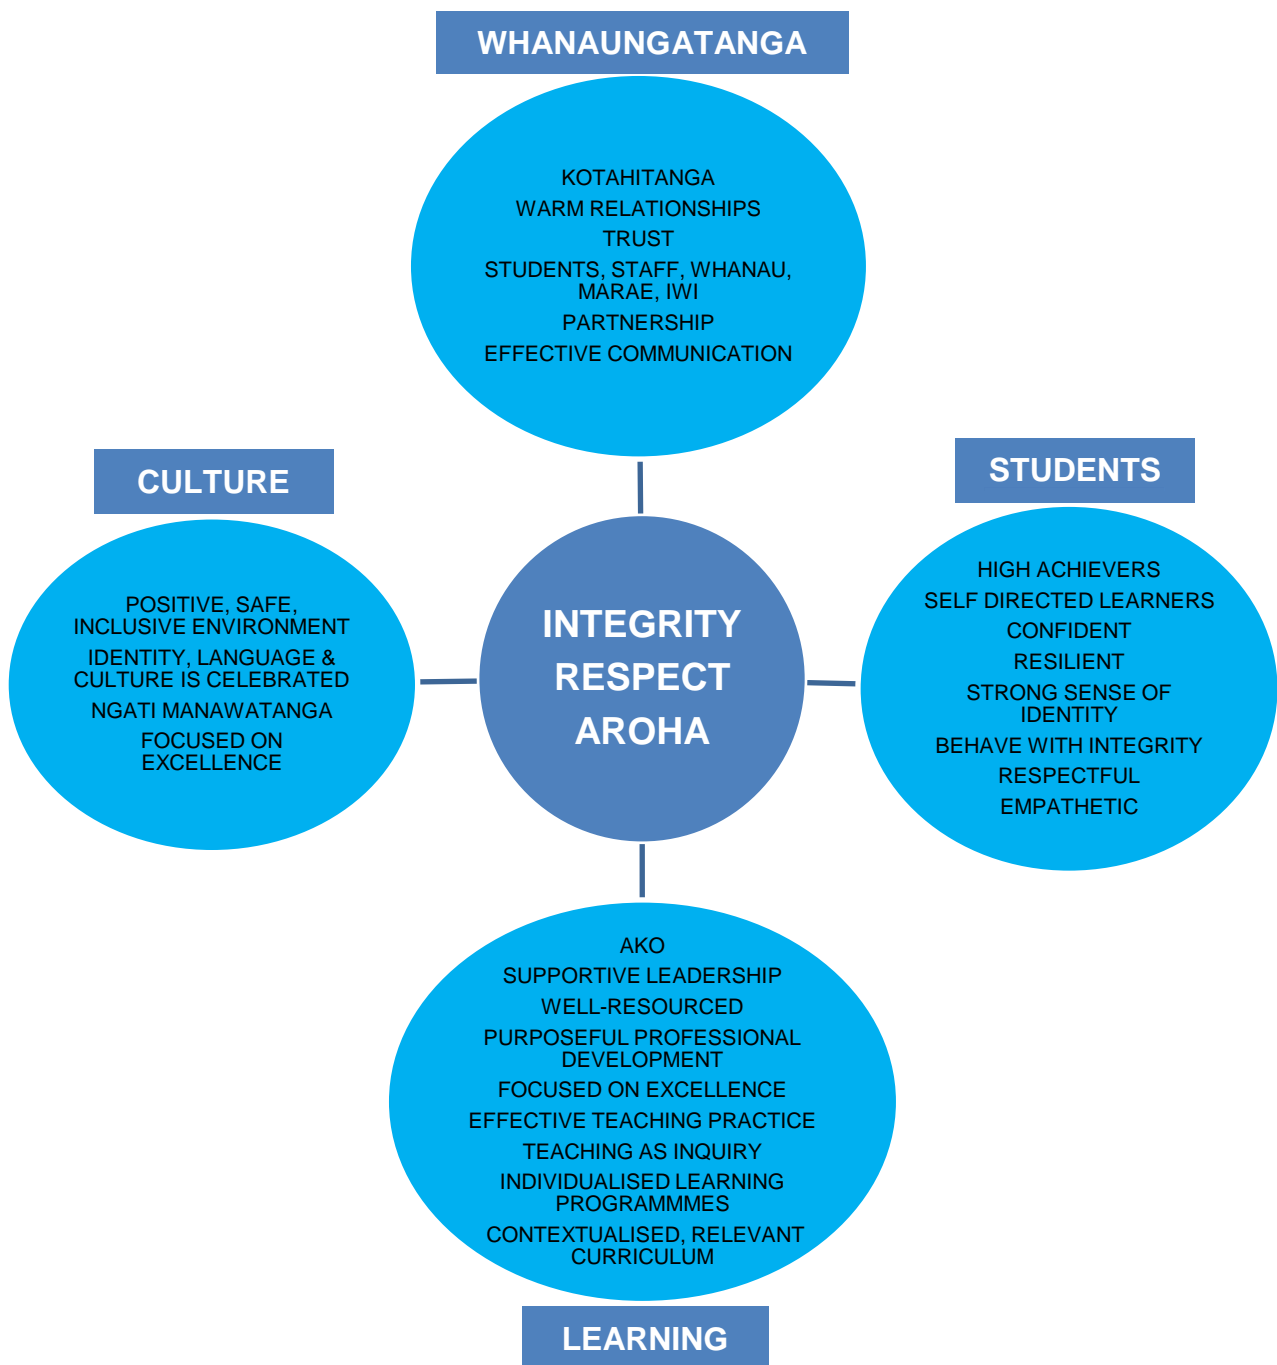 WHANAUNGATANGA
KOTAHITANGA
WARM RELATIONSHIPS
TRUST
STUDENTS, STAFF, WHANAU,
MARAE, IWI
PARTNERSHIP
EFFECTIVE COMMUNICATION
CULTURE
POSITIVE, SAFE,
INCLUSIVE ENVIRONMENT
IDENTITY, LANGUAGE &
CULTURE IS CELEBRATED
NGATI MANAWATANGA
FOCUSED ON
EXCELLENCE
INTEGRITY
RESPECT
AROHA
STUDENTS
HIGH ACHIEVERS
SELF DIRECTED LEARNERS
CONFIDENT
RESILIENT
STRONG SENSE OF
IDENTITY
BEHAVE WITH INTEGRITY
RESPECTFUL
EMPATHETIC
AKO
SUPPORTIVE LEADERSHIP
WELL-RESOURCED
PURPOSEFUL PROFESSIONAL
DEVELOPMENT
FOCUSED ON EXCELLENCE
EFFECTIVE TEACHING PRACTICE
TEACHING AS INQUIRY
INDIVIDUALISED LEARNING
PROGRAMMMES
CONTEXTUALISED, RELEVANT
CURRICULUM
LEARNING